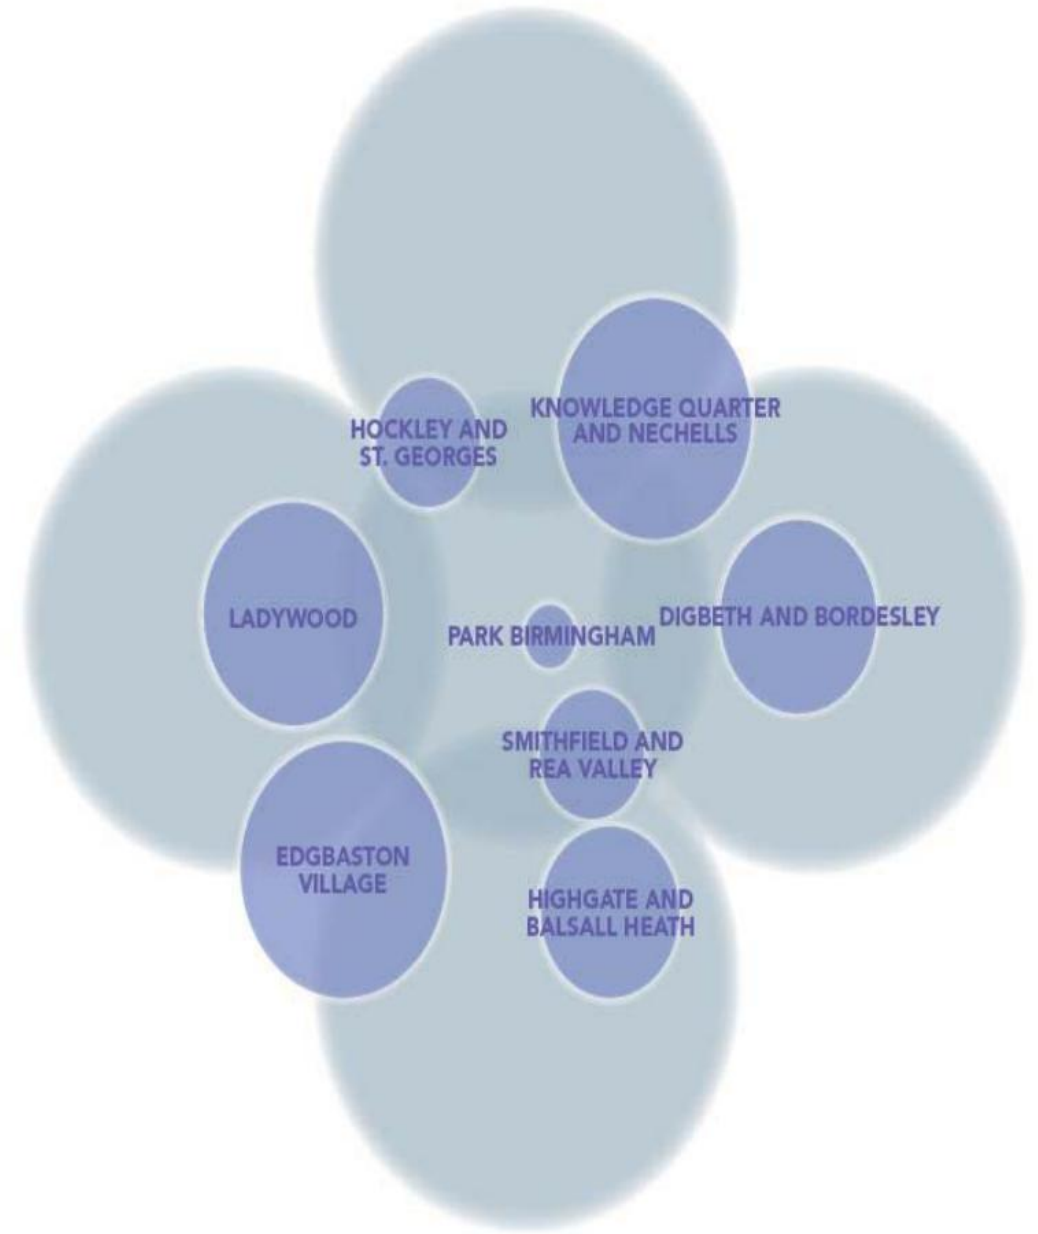 KNOWLEDGE QUARTER
AND NECHELLS
HOCKLEY AND
ST. GEORGES
LADYWOOD
PARK BIRMINGHAM
DIGBETH AND BORDESLEY
SMITHFIELD AND
REA VALLEY
EDGBASTON
VILLAGE
HIGHGATE AND
BALSALL HEATH